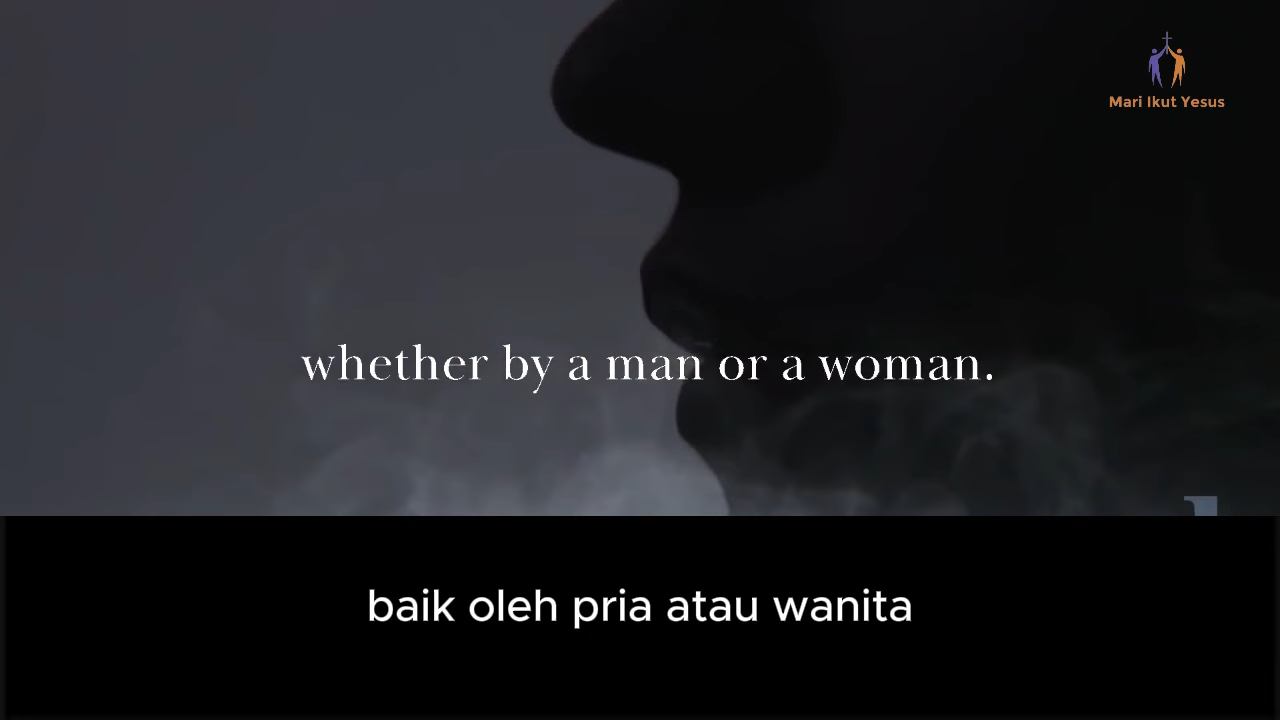 Mari Ikut Yesus
whether by a man or a woman.
baik oleh pria atau wanita